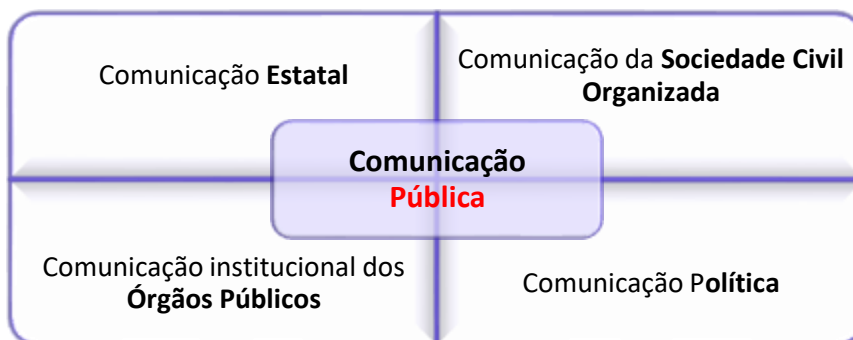 Comunicação Estatal
Comunicação da Sociedade Civil
Organizada
Comunicação
Pública
Comunicação institucional dos
Órgãos Públicos
Comunicação Política